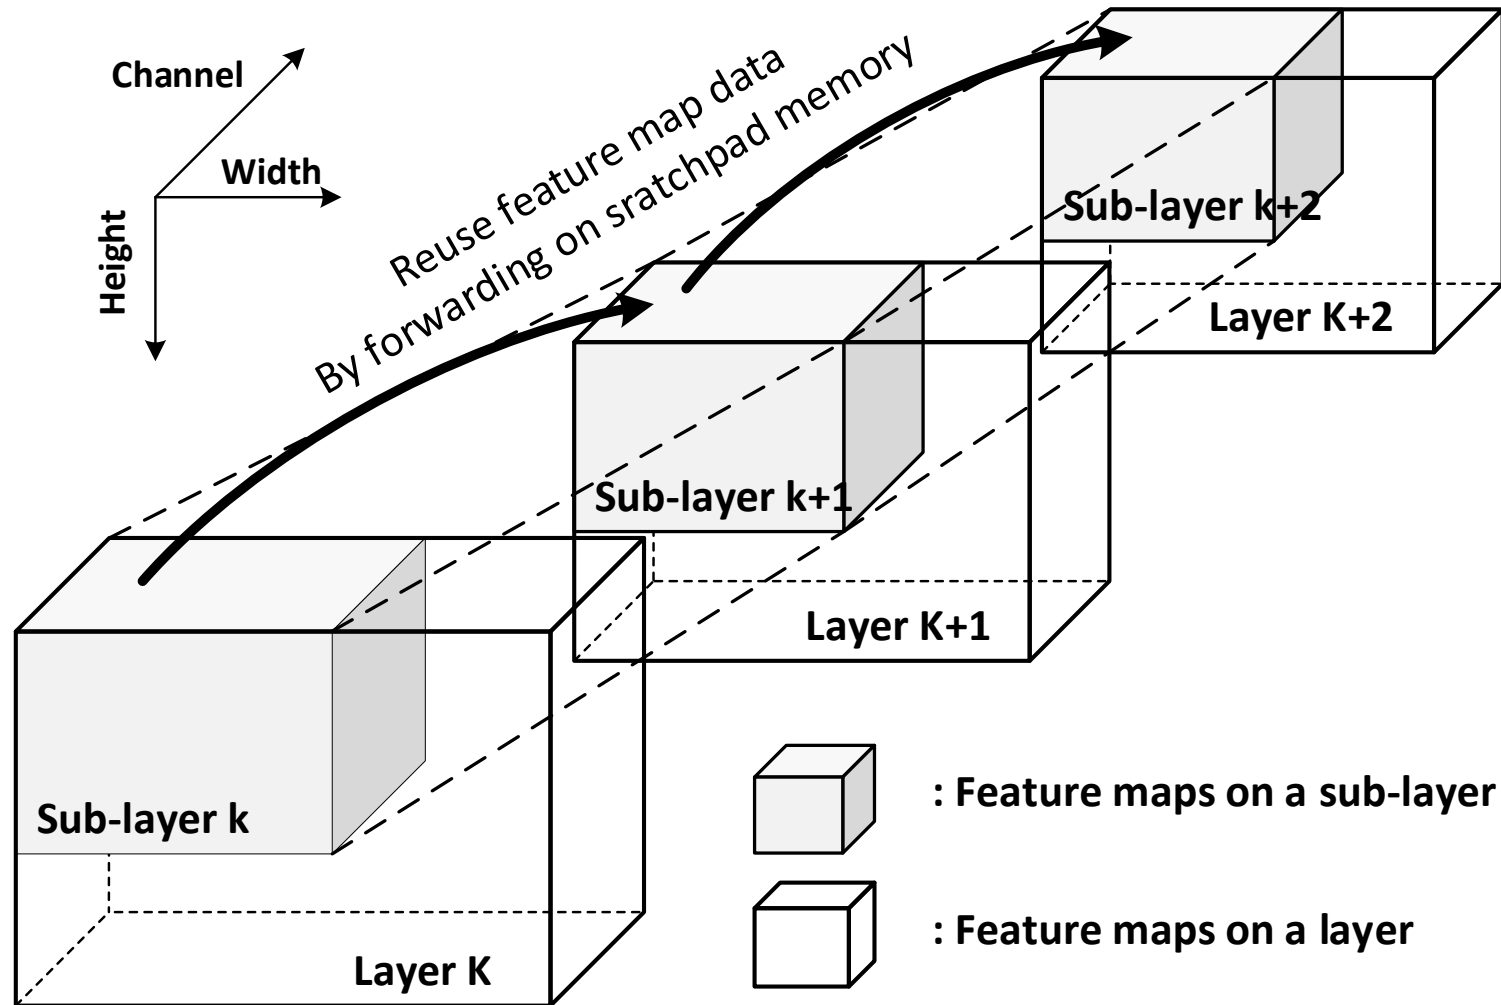 Channel
Width
Height
Reuse feature map data
By forwarding on sratchpad memory
Sub-layer k+2
Layer K+2
Sub-layer k+1
Layer K+1
Sub-layer k
Layer K
: Feature maps on a sub-layer
: Feature maps on a layer